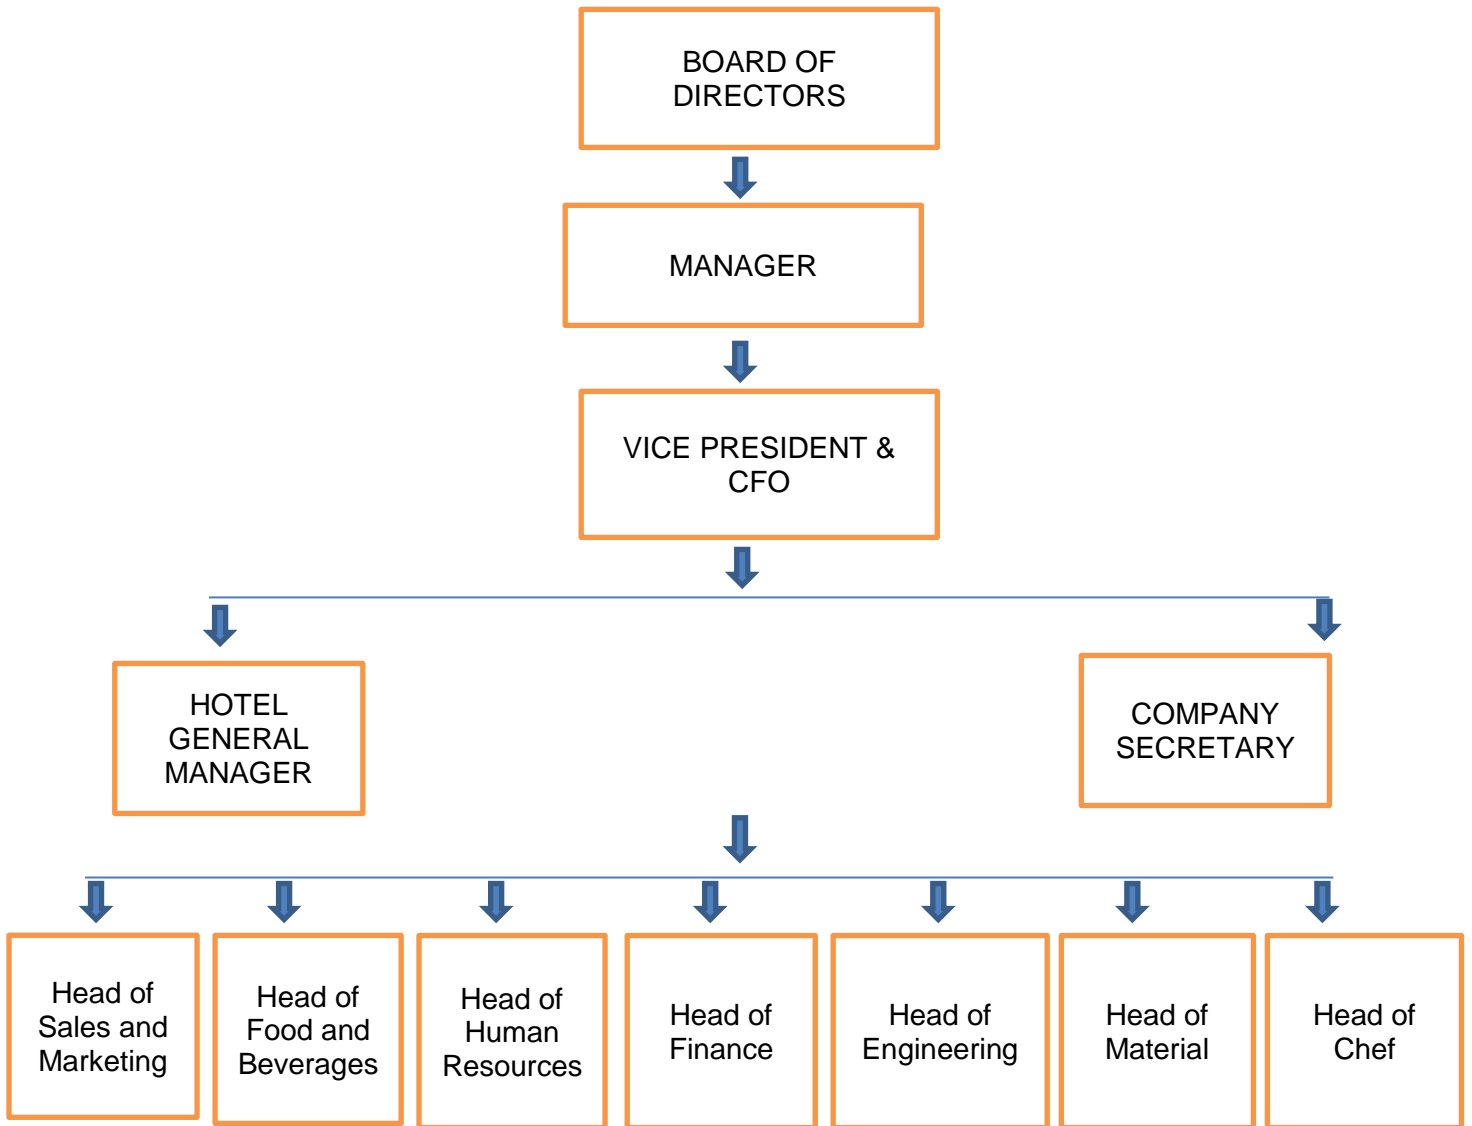 BOARD OF
DIRECTORS
MANAGER
VICE PRESIDENT &
CFO
HOTEL
GENERAL
MANAGER
COMPANY
SECRETARY
Head of
Sales and
Marketing
Head of
Food and
Beverages
Head of
Human
Resources
Head of
Finance
Head of
Engineering
Head of
Material
Head of
Chef